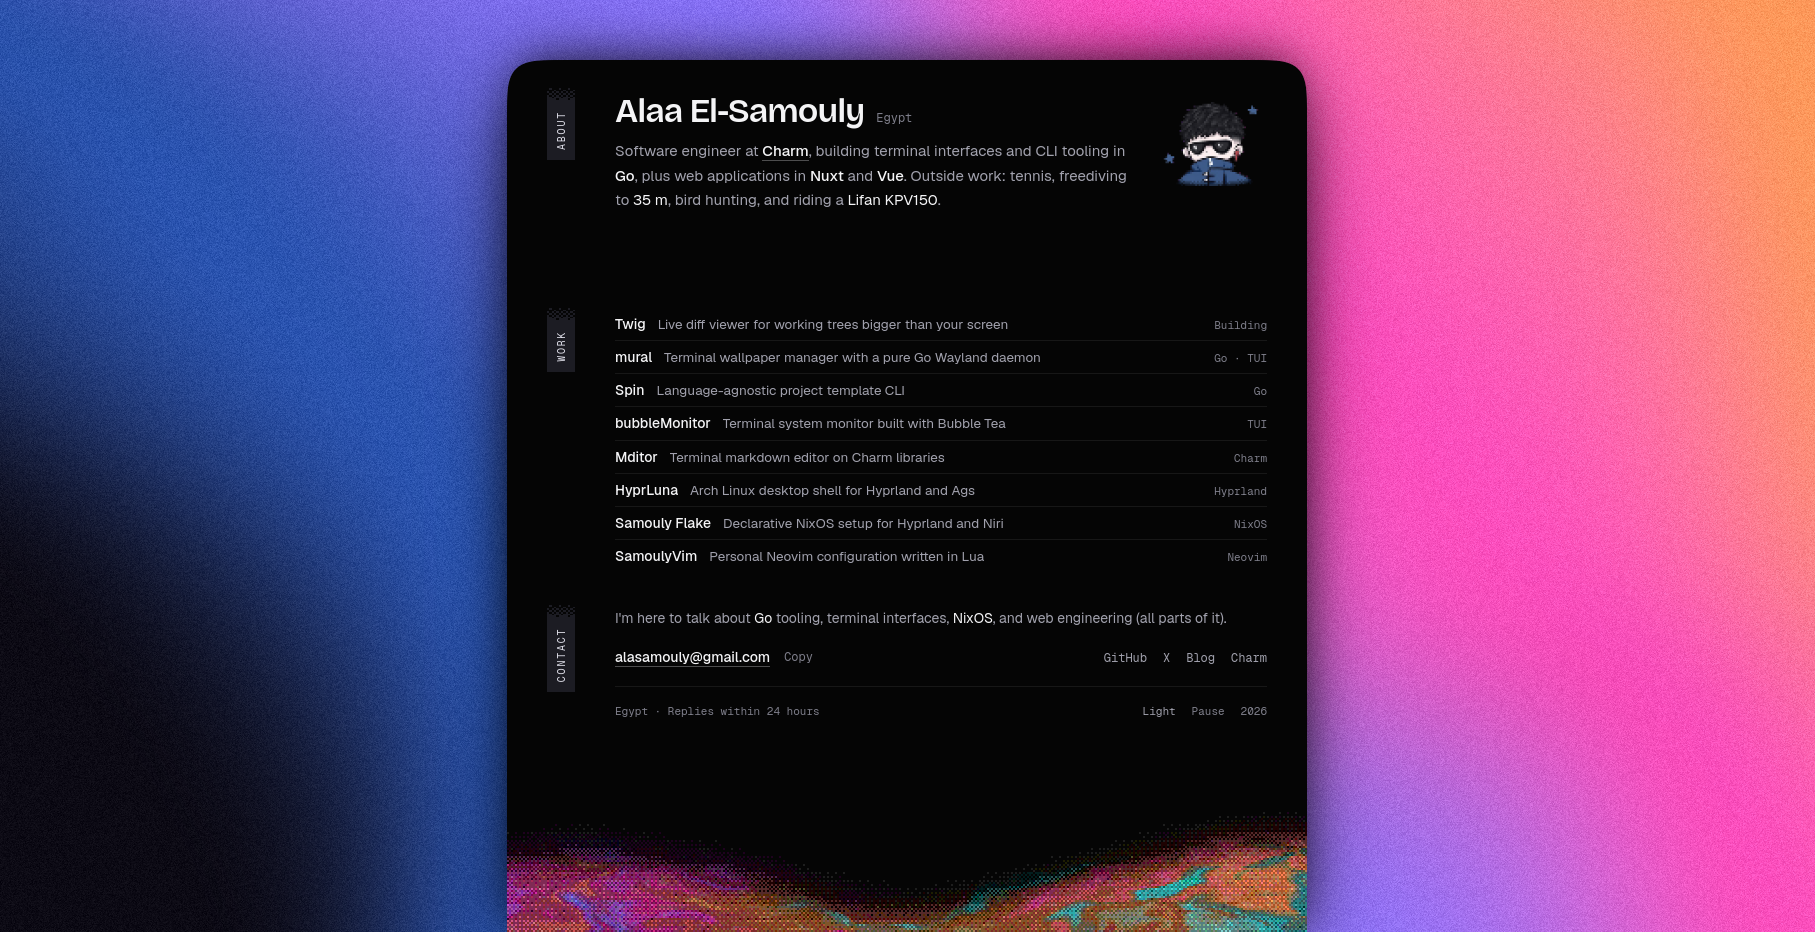 ABOUT
Alaa El-Samouly Egypt
Software engineer at Charm, building terminal interfaces and CLI tooling in
Go, plus web applications in Nuxt and Vue. Outside work: tennis, freediving
to 35 m, bird hunting, and riding a Lifan KPV150.
WORK
Twig Live diff viewer for working trees bigger than your screen Building
mural Terminal wallpaper manager with a pure Go Wayland daemon Go · TUI
Spin Language-agnostic project template CLI Go
bubbleMonitor Terminal system monitor built with Bubble Tea TUI
Mditor Terminal markdown editor on Charm libraries Charm
HyprLuna Arch Linux desktop shell for Hyprland and Ags Hyprland
Samouly Flake Declarative NixOS setup for Hyprland and Niri NixOS
SamoulyVim Personal Neovim configuration written in Lua Neovim
CONTACT
I'm here to talk about Go tooling, terminal interfaces, NixOS, and web engineering (all parts of it).
alasamouly@gmail.com Copy GitHub X Blog Charm
Egypt · Replies within 24 hours Light Pause 2026